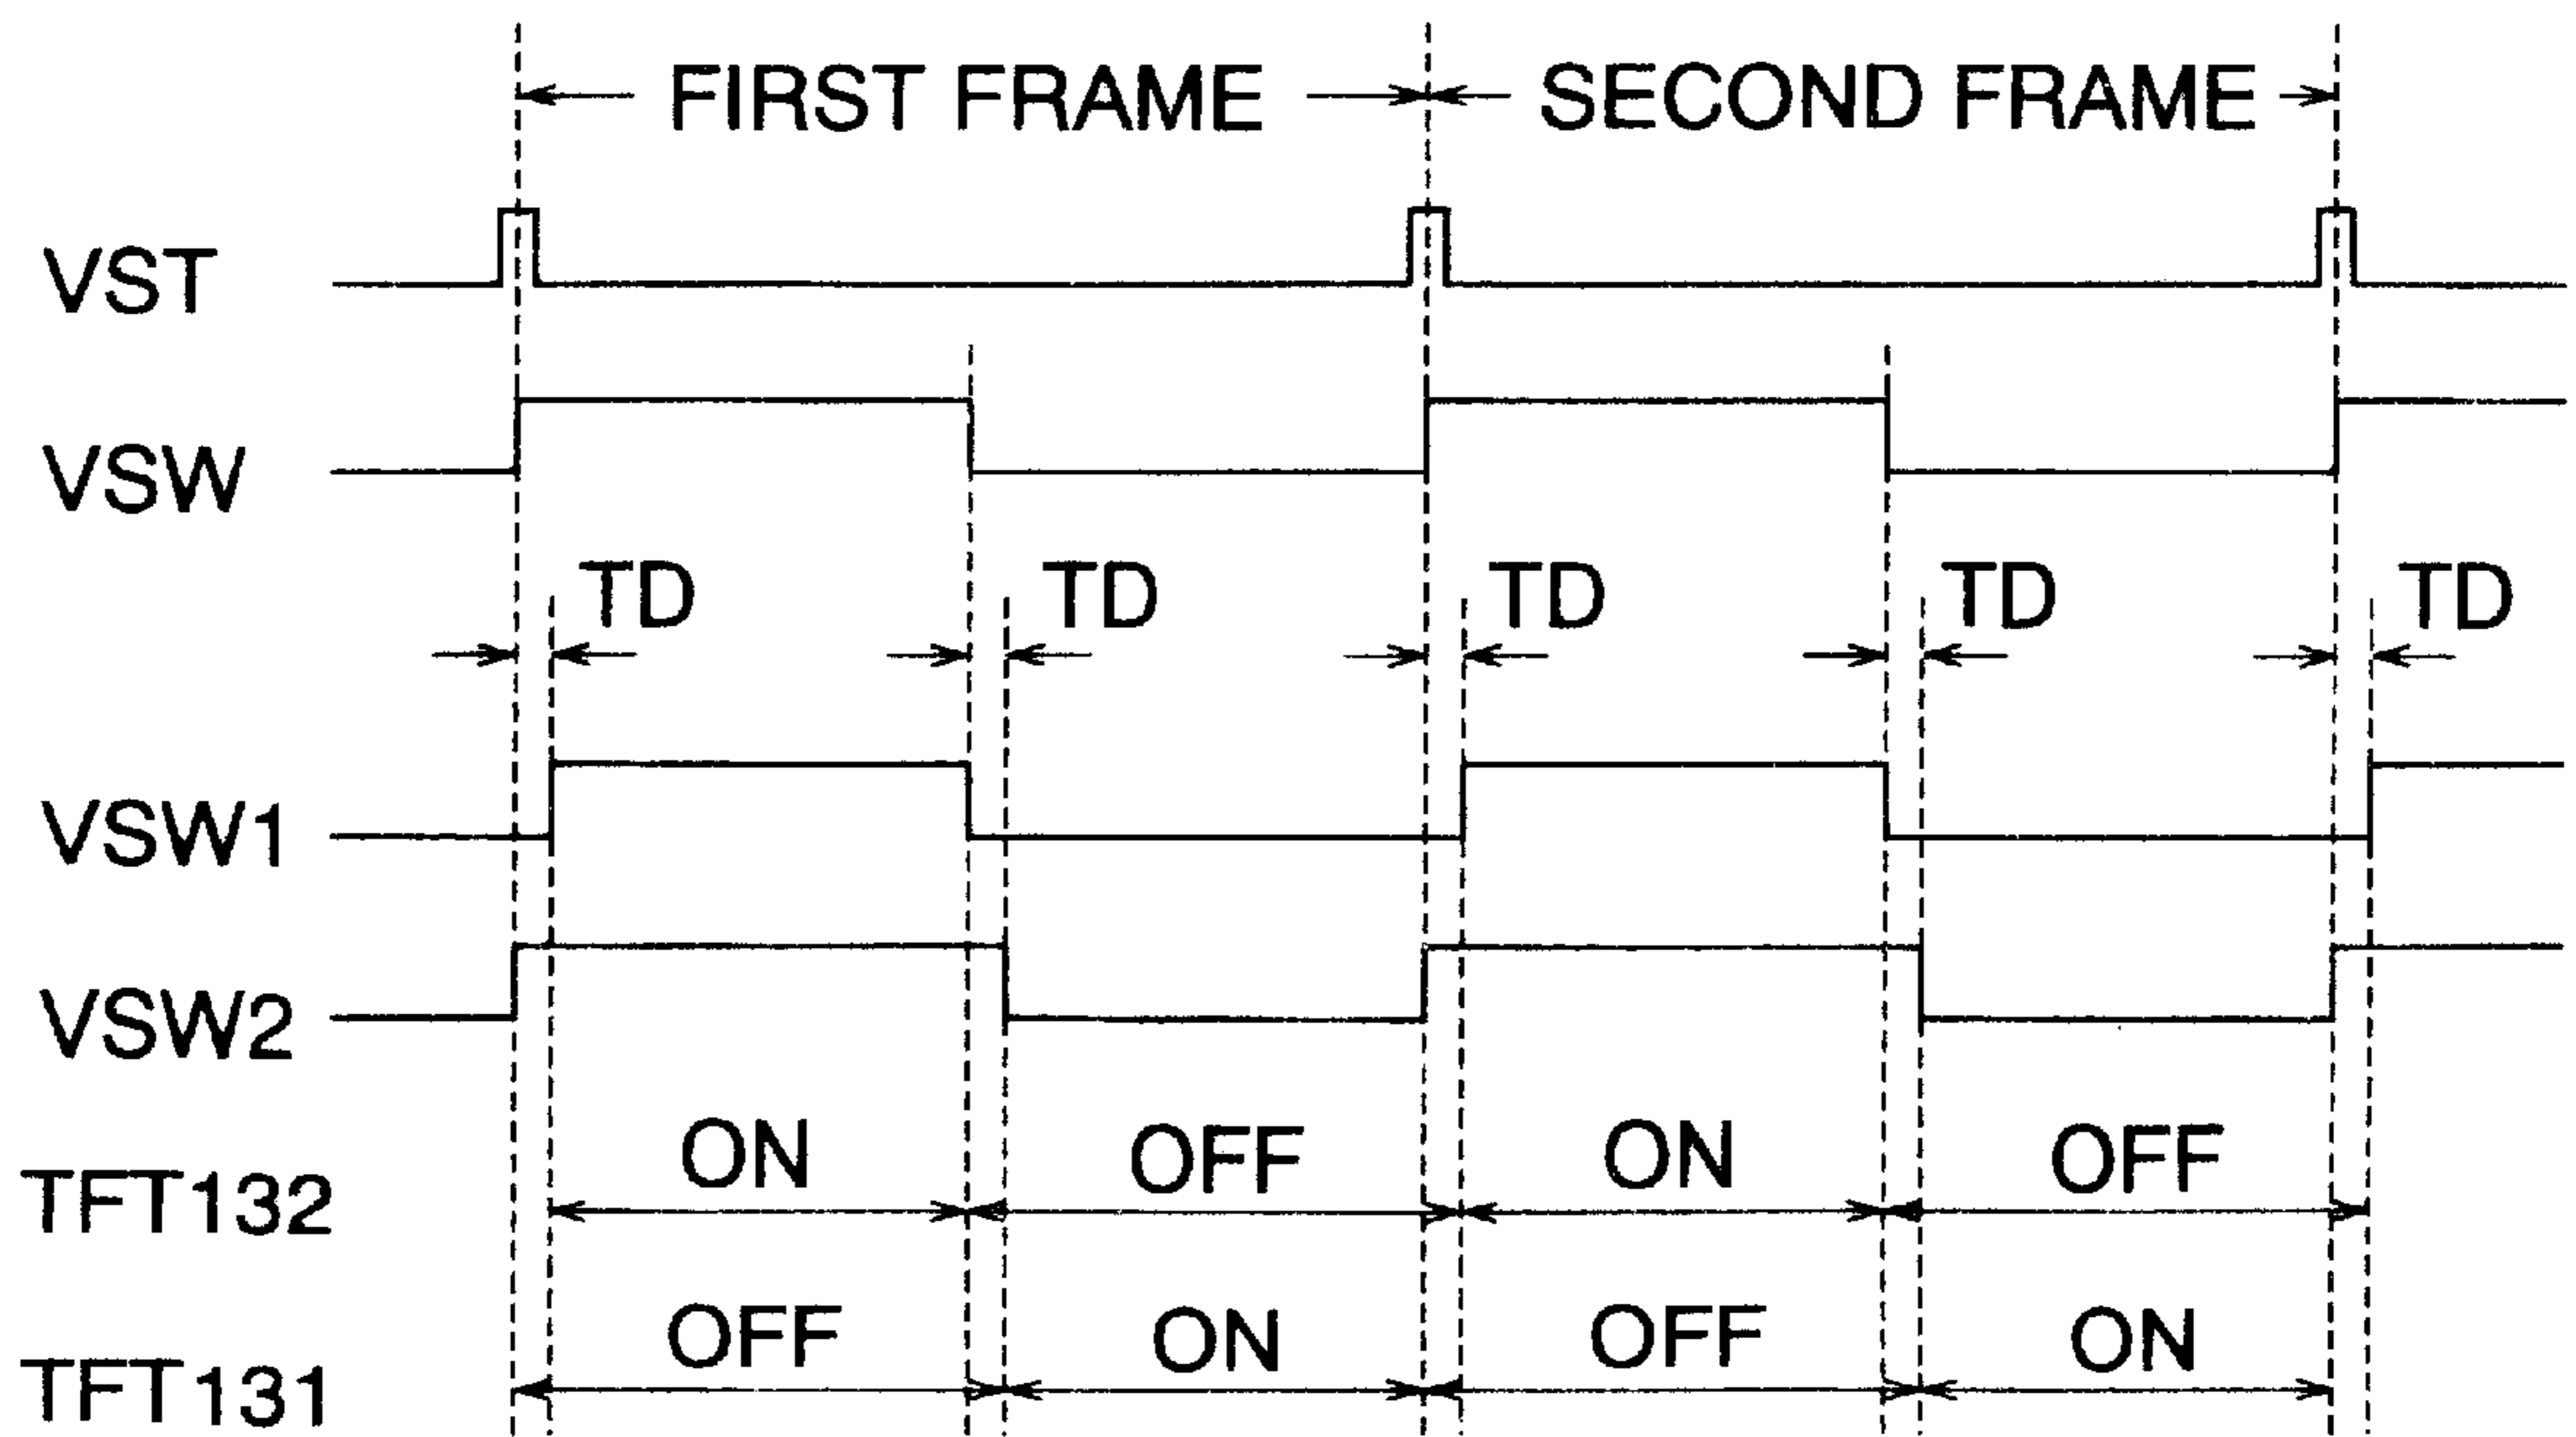 FIRST FRAME SECOND FRAME
VST
VSW
TD TD TD TD TD
VSW1
VSW2
TFT132 ON OFF ON OFF
TFT131 OFF ON OFF ON